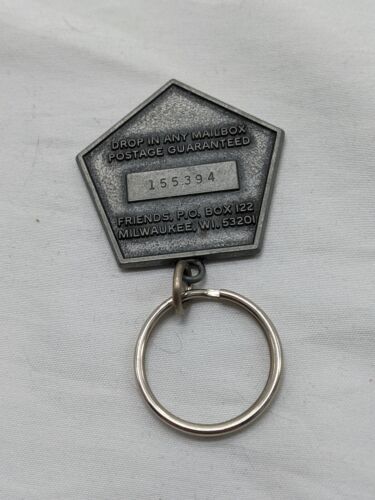 DROP IN ANY MAILBOX
POSTAGE GUARANTEED
155394
FRIENDS, P.O. BOX 122
MILWAUKEE, WI. 53201